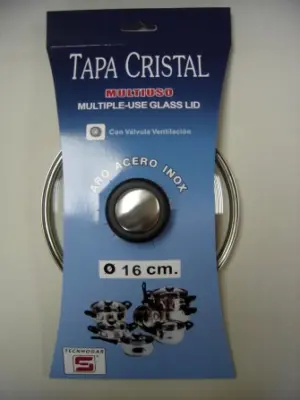 TAPA CRISTAL
MULTIUSO
MULTIPLE-USE GLASS LID
Con Válvula Ventilación
ARO ACERO INOX
Ø 16 cm.
TECNHOGAR
S